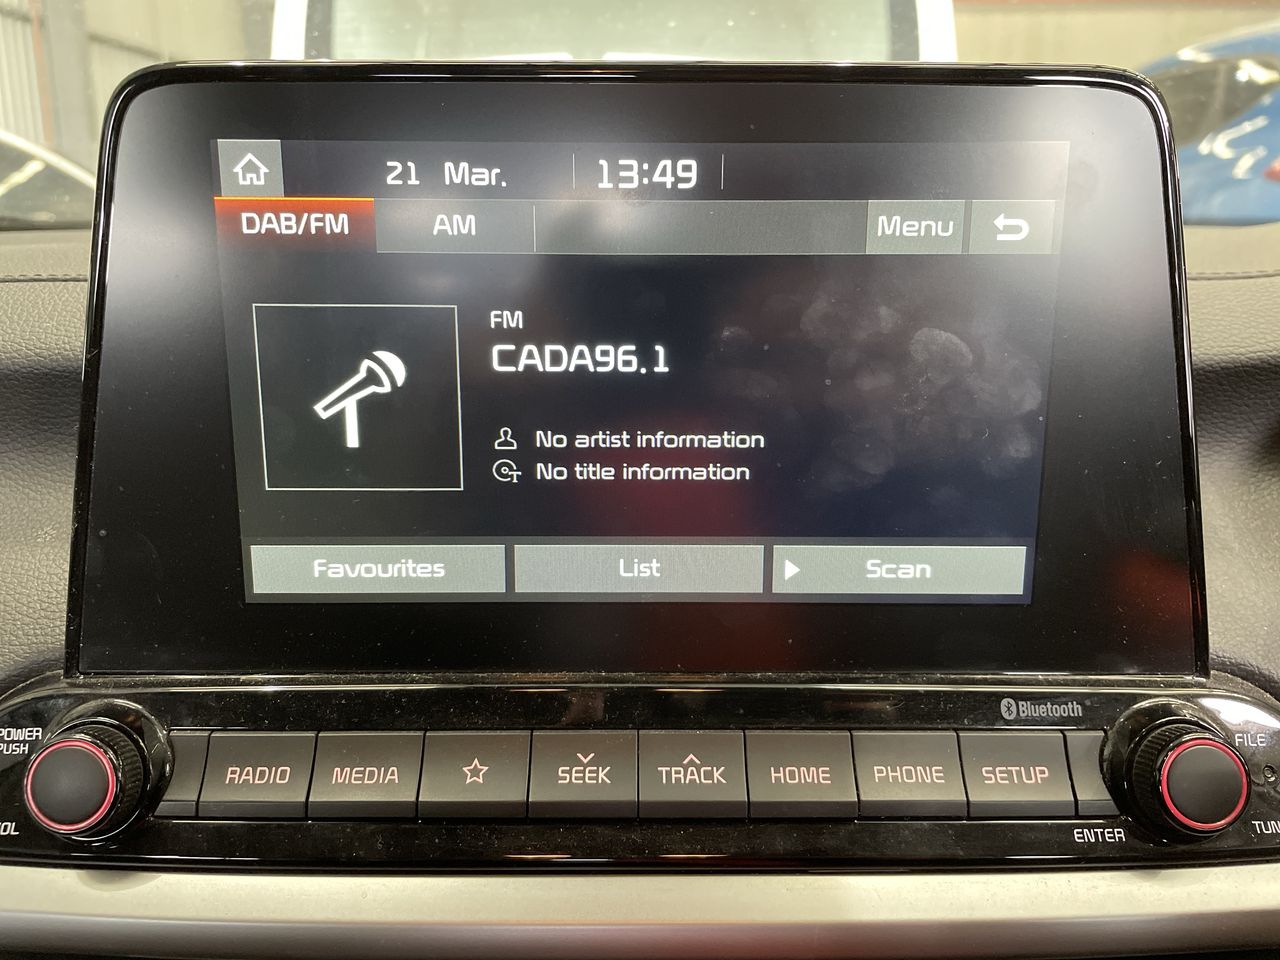 21 Mar. 13:49
DAB/FM AM Menu
FM
CADA96.1
No artist information
No title information
Favourites List Scan
Bluetooth
POWER
PUSH
FILE
RADIO MEDIA SEEK TRACK HOME PHONE SETUP
ENTER